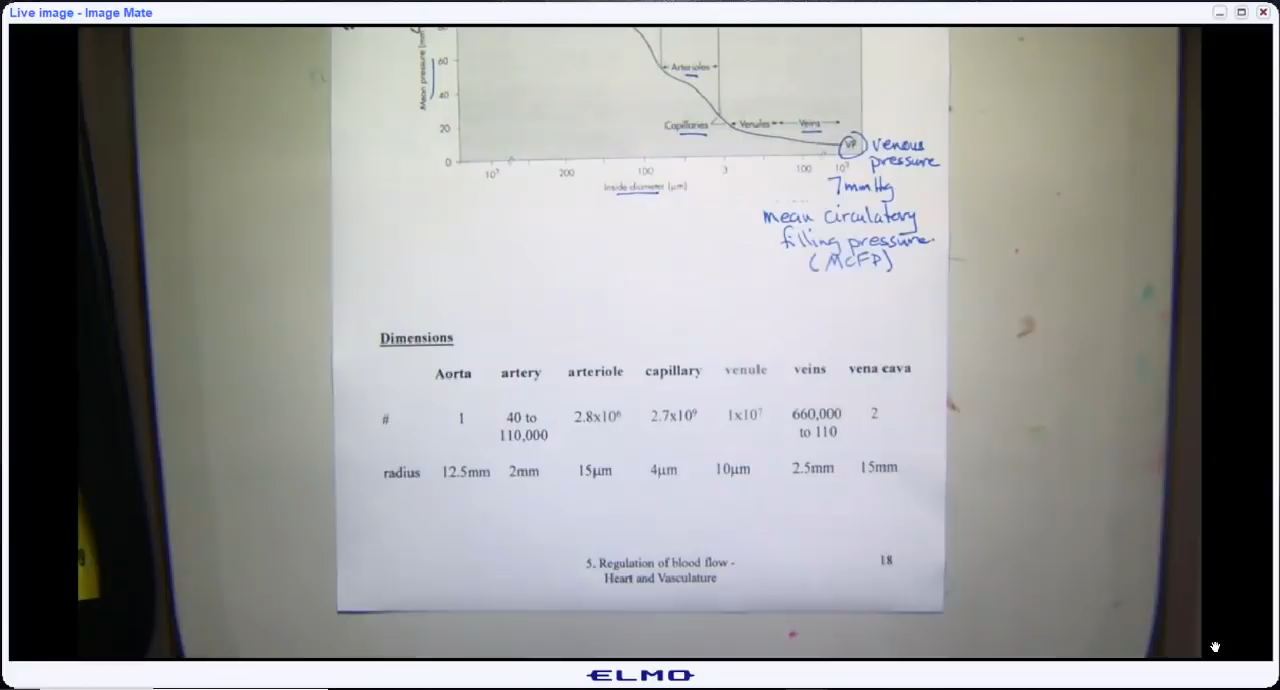 Live image - Image Mate
Mean pressure
60
Arterioles
40
Capillaries Venules Veins
20
VP venous
pressure
0
10³ 200 100 3 100 10³
Inside diameter (μm)
7mmHg
mean circulatory
filling pressure
(MCFP)
Dimensions
Aorta artery arteriole capillary venule veins vena cava
# 1 40 to 2.8x10⁶ 2.7x10⁹ 1x10⁷ 660,000 2
110,000 to 110
radius 12.5mm 2mm 15μm 4μm 10μm 2.5mm 15mm
5. Regulation of blood flow - 18
Heart and Vasculature
ELMO